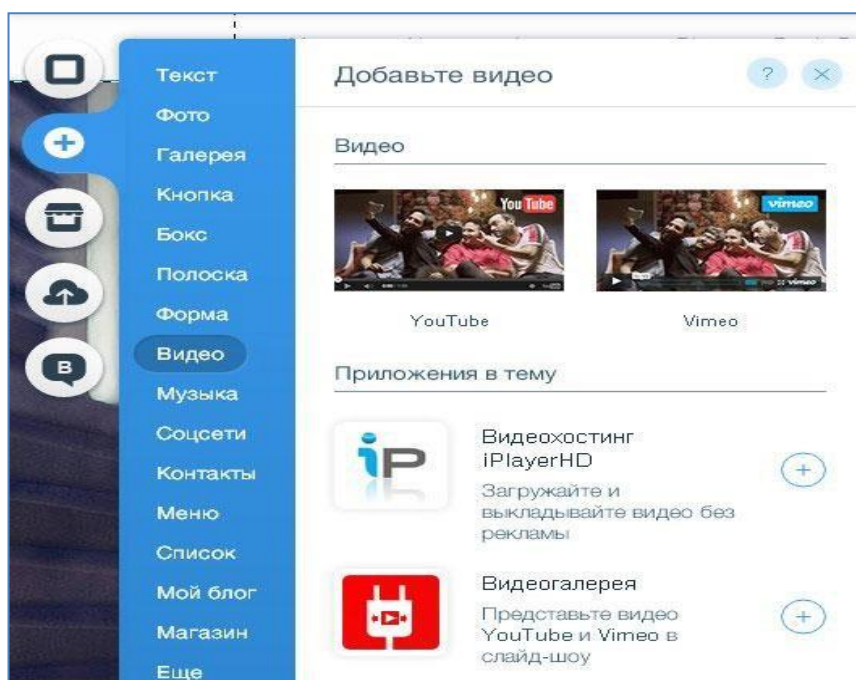 Текст
Фото
Галерея
Кнопка
Бокс
Полоска
Форма
Видео
Музыка
Соцсети
Контакты
Меню
Список
Мой блог
Магазин
Еще
B
Добавьте видео
?
Видео
You Tube
vimeo
YouTube
Vimeo
Приложения в тему
iP
Видеохостинг
iPlayerHD
Загружайте и
выкладывайте видео без
рекламы
Видеогалерея
Представьте видео
YouTube и Vimeo в
слайд-шоу